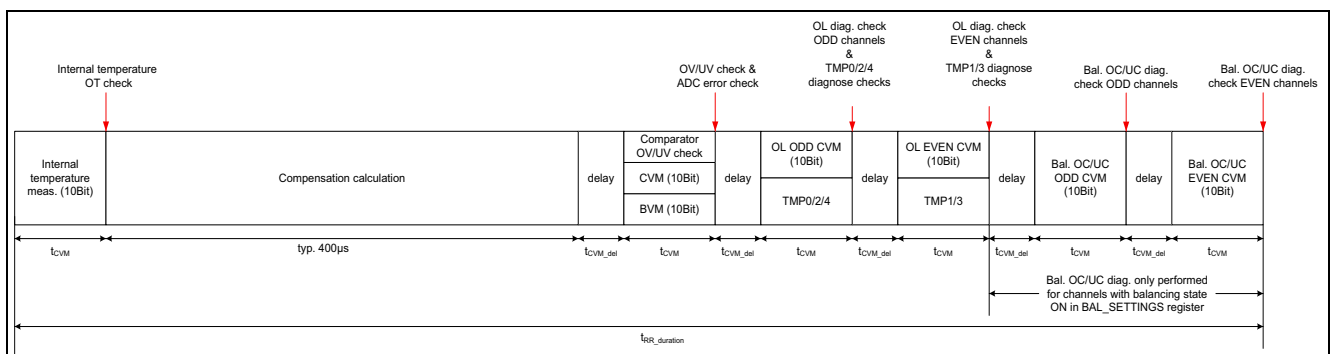 Internal temperature
OT check
OV/UV check &
ADC error check
OL diag. check
ODD channels
&
TMP0/2/4
diagnose checks
OL diag. check
EVEN channels
&
TMP1/3 diagnose
checks
Bal. OC/UC diag.
check ODD channels
Bal. OC/UC diag.
check EVEN channels
Internal
temperature
meas. (10Bit)
Compensation calculation
delay
Comparator
OV/UV check
CVM (10Bit)
BVM (10Bit)
delay
OL ODD CVM
(10Bit)
TMP0/2/4
delay
OL EVEN CVM
(10Bit)
TMP1/3
delay
Bal. OC/UC
ODD CVM
(10Bit)
delay
Bal. OC/UC
EVEN CVM
(10Bit)
tCVM
typ. 400µs
tCVM_del
tCVM
tCVM_del
tCVM
tCVM_del
tCVM
tCVM_del
tCVM
tCVM_del
tCVM
Bal. OC/UC diag. only performed
for channels with balancing state
ON in BAL_SETTINGS register
tRR_duration